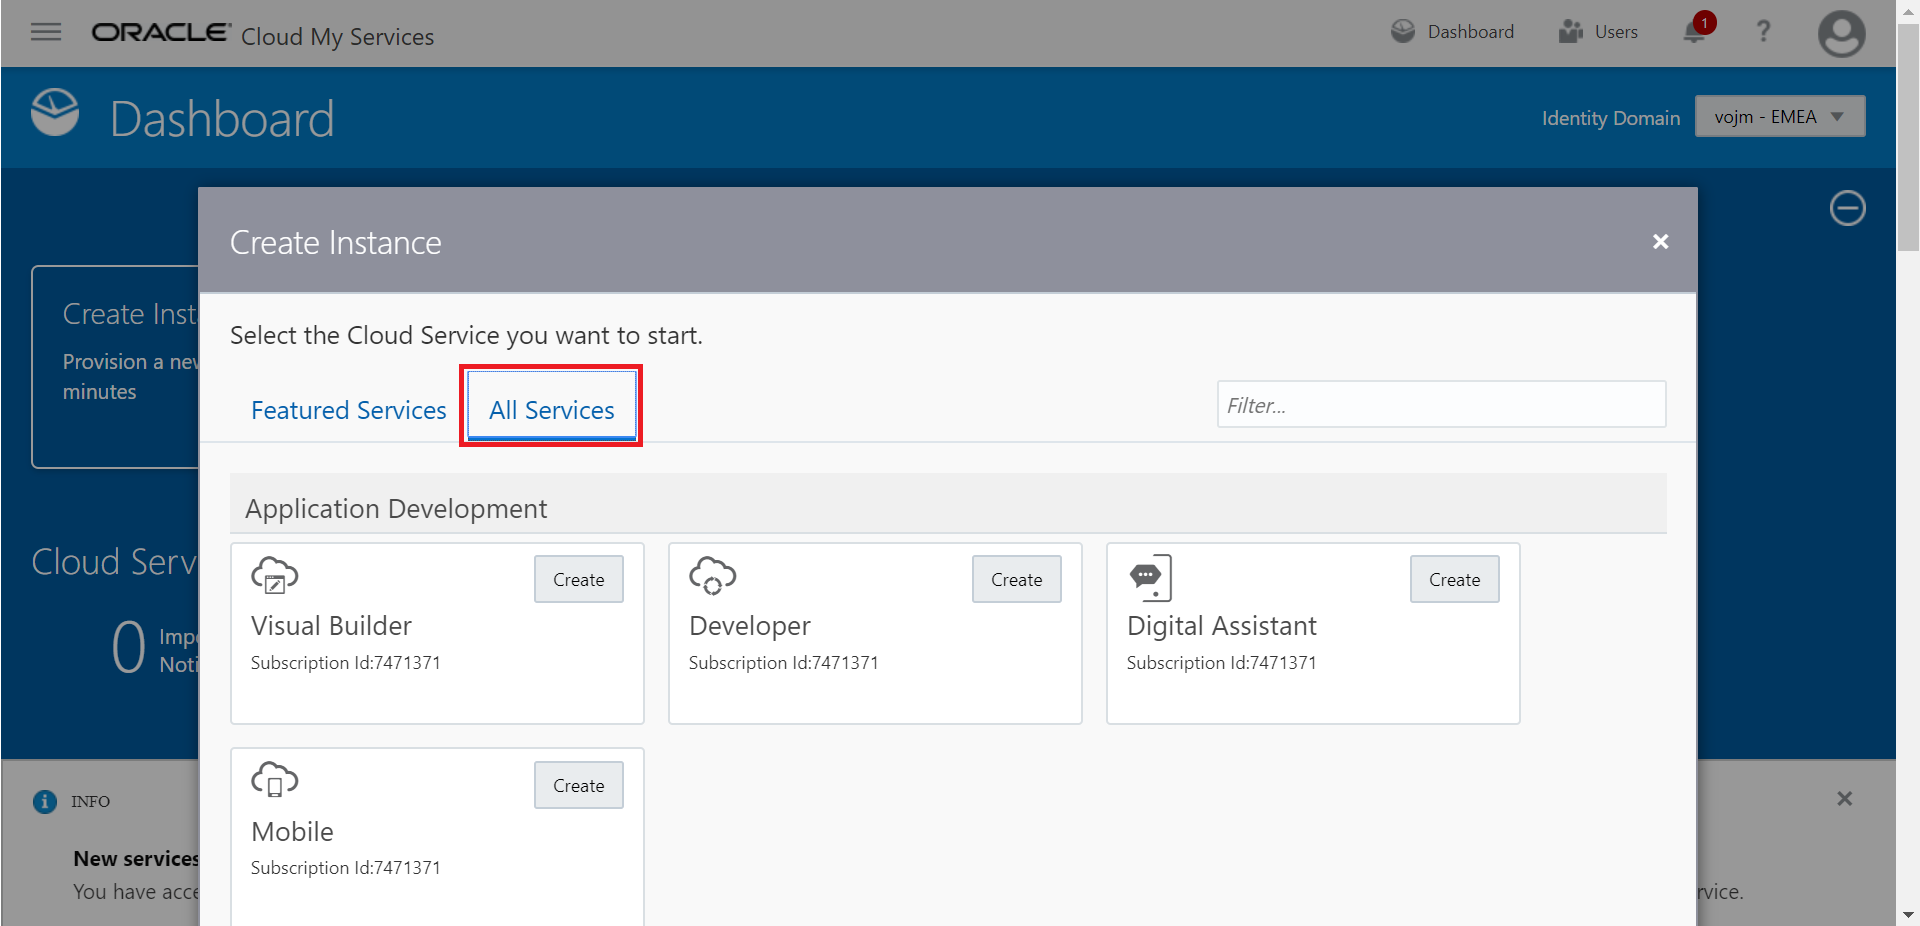 ORACLE Cloud My Services
Dashboard
Users
1
?
Dashboard
Identity Domain
vojm - EMEA
Create Instance
Create Inst
Provision a new
minutes
Select the Cloud Service you want to start.
Featured Services
All Services
Filter...
Application Development
Create
Visual Builder
Subscription Id:7471371
Create
Developer
Subscription Id:7471371
Create
Digital Assistant
Subscription Id:7471371
Create
Mobile
Subscription Id:7471371
Cloud Serv
0
Impo
Noti
INFO
New services
You have acce
rvice.